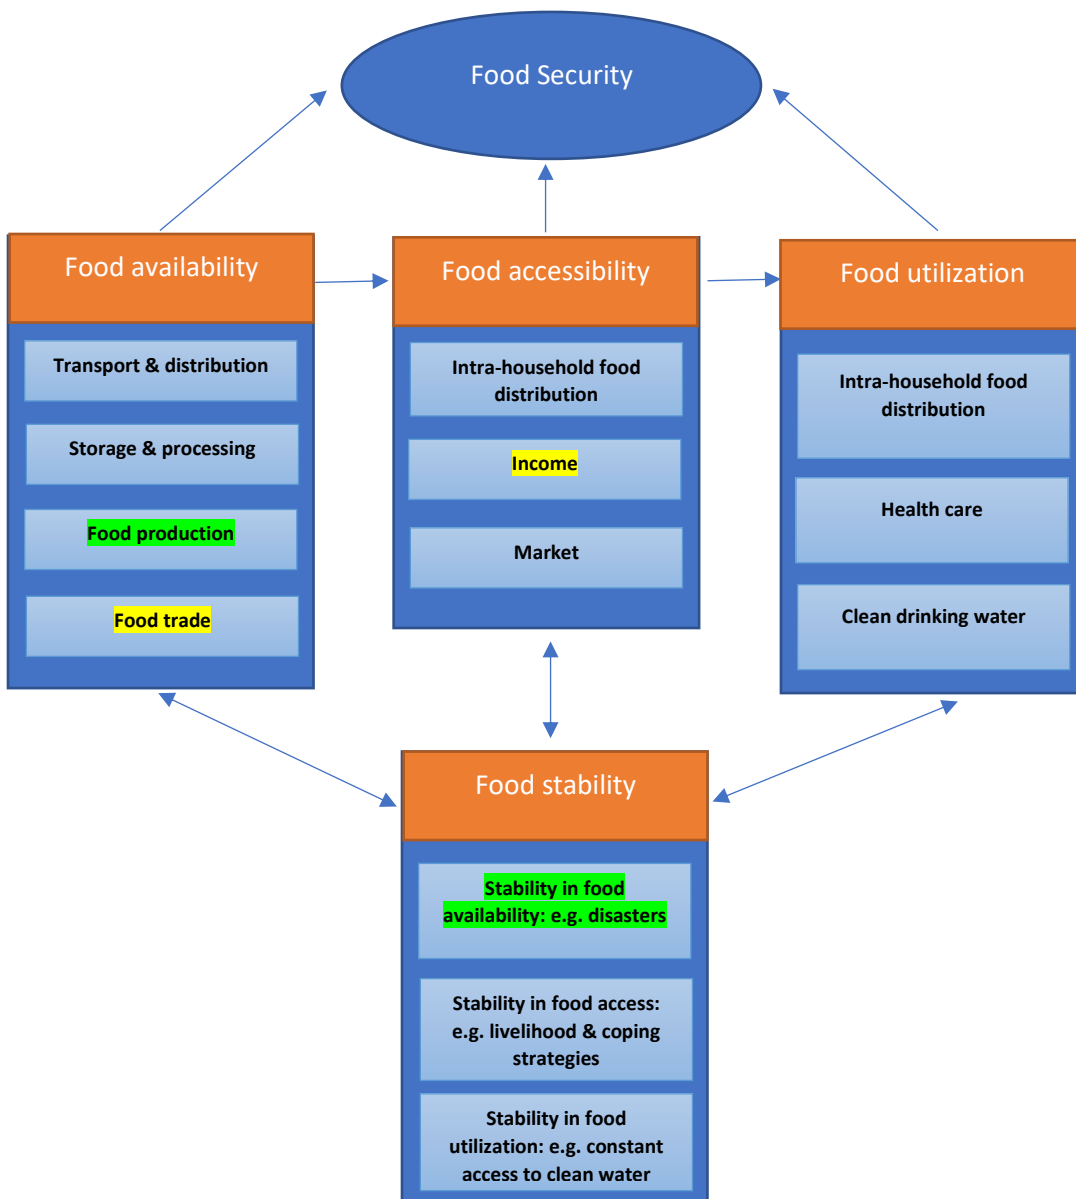 Food Security
Food availability
Transport & distribution
Storage & processing
Food production
Food trade
Food accessibility
Intra-household food
distribution
Income
Market
Food utilization
Intra-household food
distribution
Health care
Clean drinking water
Food stability
Stability in food
availability: e.g. disasters
Stability in food access:
e.g. livelihood & coping
strategies
Stability in food
utilization: e.g. constant
access to clean water